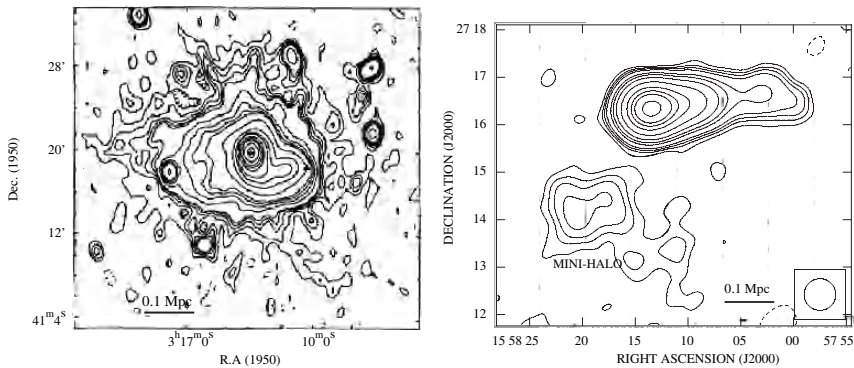 28'
20'
12'
41ᵐ4ˢ
Dec. (1950)
0.1 Mpc
3ʰ17ᵐ0ˢ
10ᵐ0ˢ
R.A (1950)
27 18
17
16
15
14
13
12
DECLINATION (J2000)
MINI-HALO
0.1 Mpc
15 58 25
20
15
10
05
00
57 55
RIGHT ASCENSION (J2000)